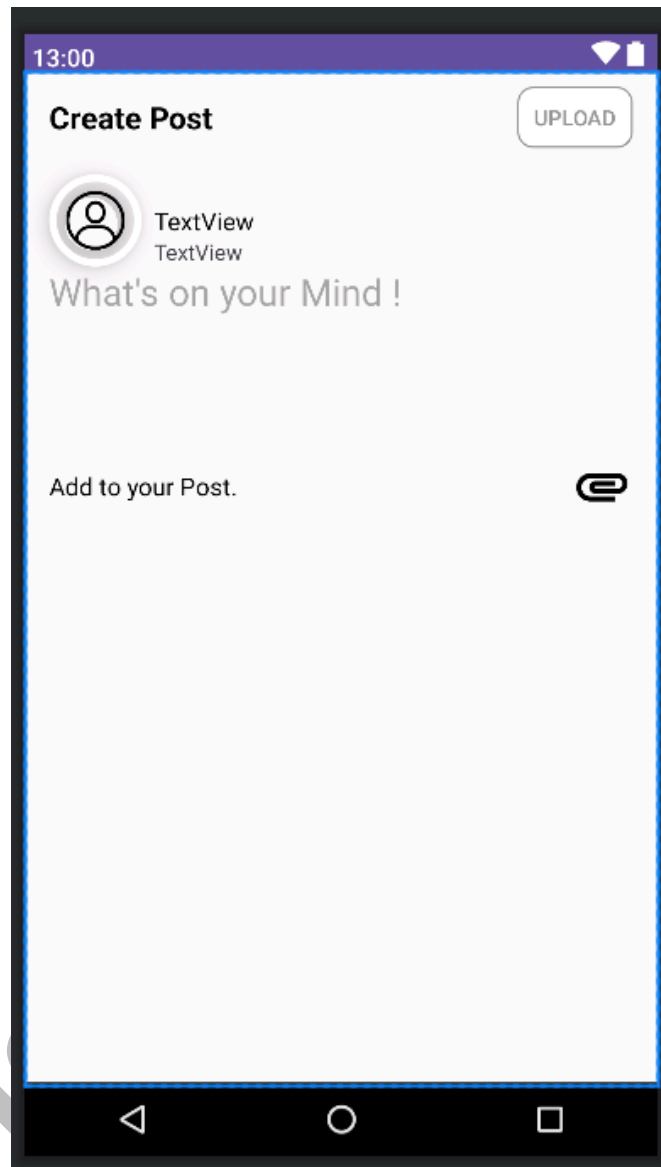 13:00
Create Post
UPLOAD
TextView
TextView
What's on your Mind !
Add to your Post.